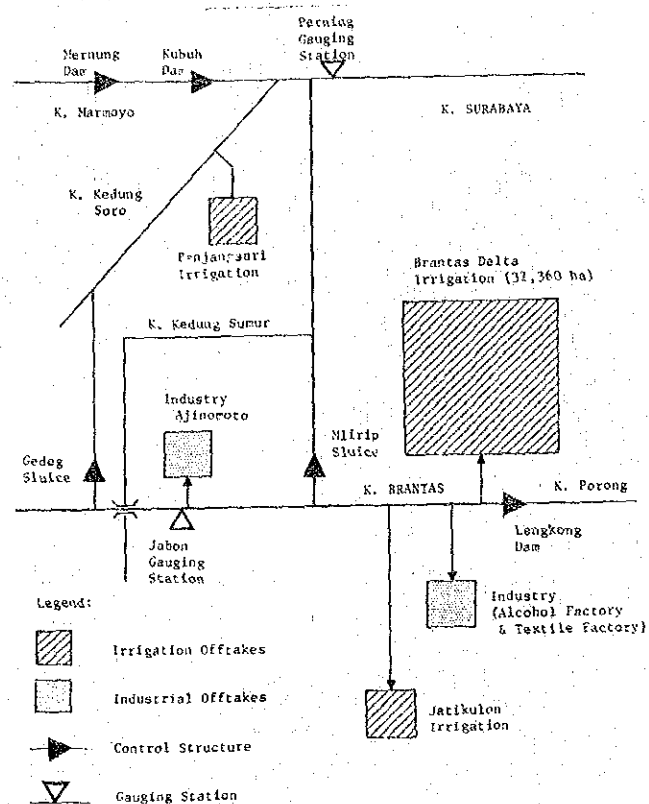 Perning
Gauging
Station
Mernung
Dam
Kubuh
Dam
K. Marmoyo
K. SURABAYA
K. Kedung
Soro
Penjangsuri
Irrigation
Brantas Delta
Irrigation (32,360 ha)
K. Kedung Sumur
Industry
Ajinomoto
Gedeg
Sluice
Mlirip
Sluice
K. BRANTAS
K. Porong
Jabon
Gauging
Station
Lengkong
Dam
Industry
(Alcohol Factory
& Textile Factory)
Jatikulon
Irrigation
Legend:
Irrigation Offtakes
Industrial Offtakes
Control Structure
Gauging Station